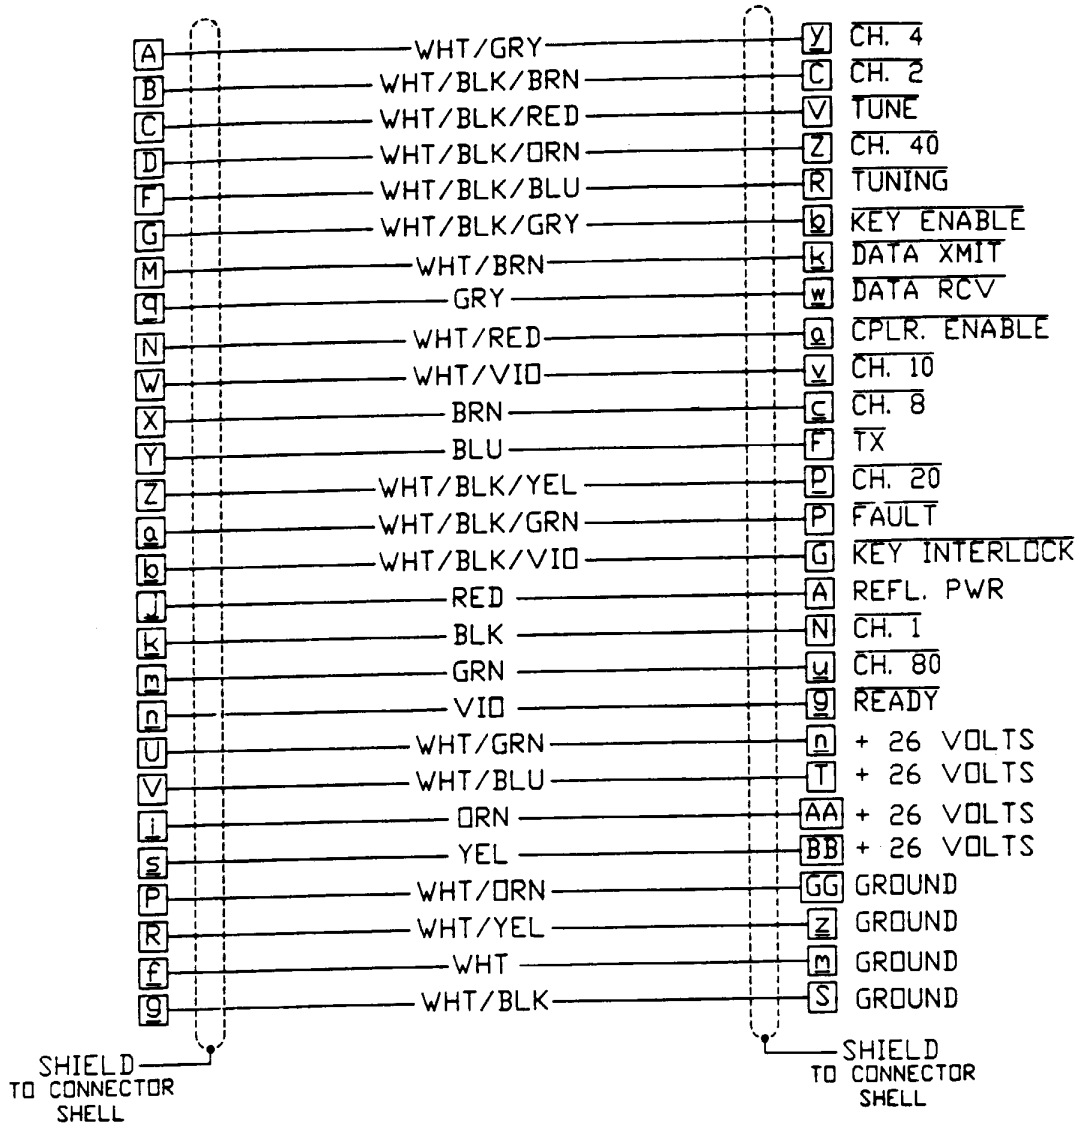 A WHT/GRY y CH. 4
B WHT/BLK/BRN C CH. 2
C WHT/BLK/RED V TUNE
D WHT/BLK/ORN Z CH. 40
F WHT/BLK/BLU R TUNING
G WHT/BLK/GRY b KEY ENABLE
M WHT/BRN k DATA XMIT
q GRY w DATA RCV
N WHT/RED a CPLR. ENABLE
W WHT/VIO v CH. 10
X BRN c CH. 8
Y BLU F TX
Z WHT/BLK/YEL p CH. 20
a WHT/BLK/GRN P FAULT
b WHT/BLK/VIO G KEY INTERLOCK
j RED A REFL. PWR
k BLK N CH. 1
m GRN u CH. 80
n VIO g READY
U WHT/GRN n + 26 VOLTS
V WHT/BLU T + 26 VOLTS
i ORN AA + 26 VOLTS
s YEL BB + 26 VOLTS
P WHT/ORN GG GROUND
R WHT/YEL z GROUND
f WHT m GROUND
g WHT/BLK S GROUND
SHIELD
TO CONNECTOR
SHELL
SHIELD
TO CONNECTOR
SHELL